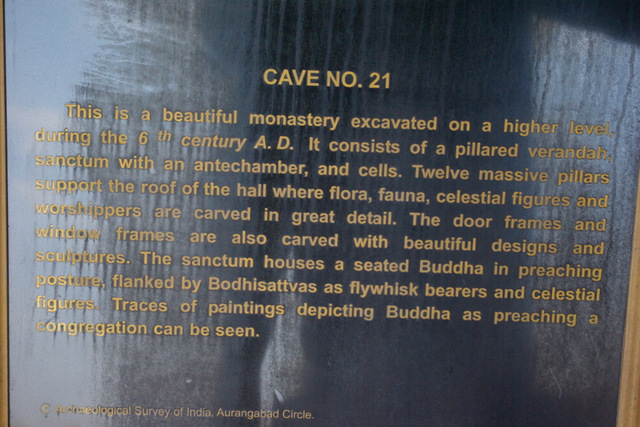 CAVE NO. 21
This is a beautiful monastery excavated on a higher level,
during the 6 th century A. D. It consists of a pillared verandah,
sanctum with an antechamber, and cells. Twelve massive pillars
support the roof of the hall where flora, fauna, celestial figures and
worshippers are carved in great detail. The door frames and
window frames are also carved with beautiful designs and
sculptures. The sanctum houses a seated Buddha in preaching
posture, flanked by Bodhisattvas as flywhisk bearers and celestial
figures. Traces of paintings depicting Buddha as preaching a
congregation can be seen.
© Archaeological Survey of India, Aurangabad Circle.